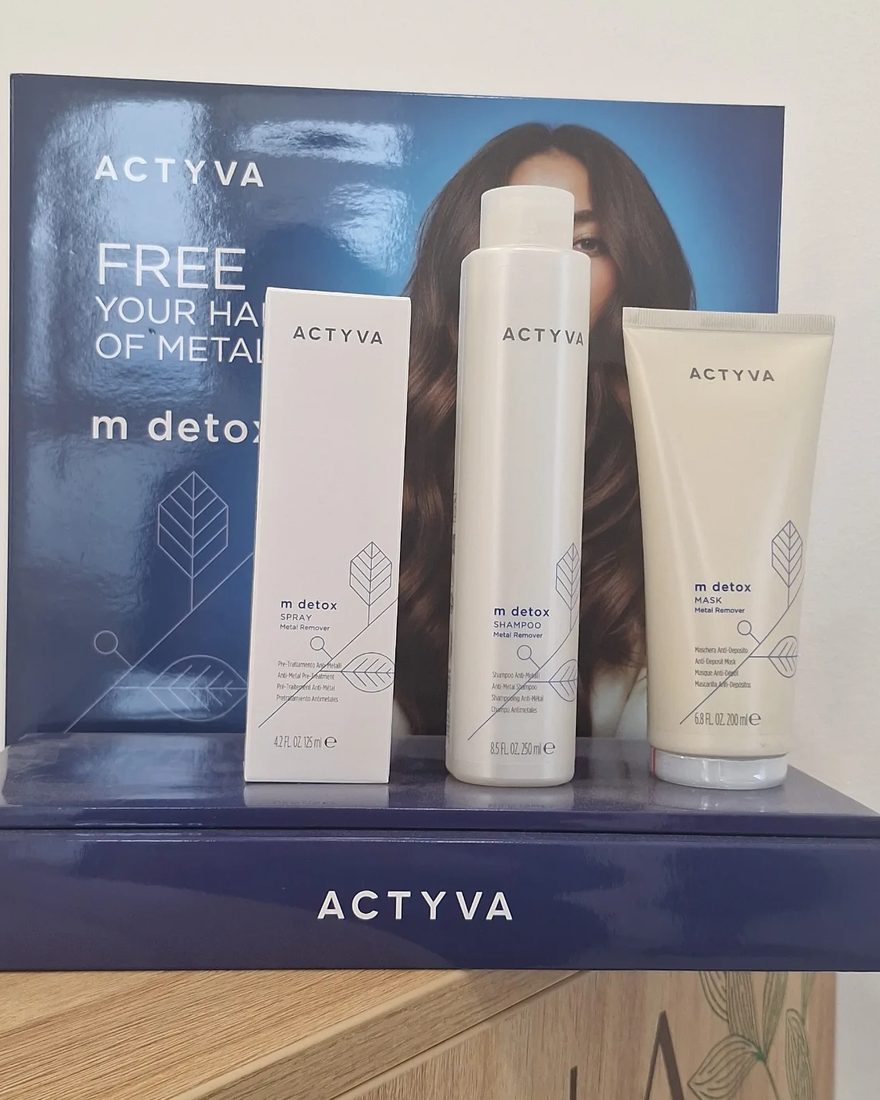 ACTYVA
FREE
YOUR HAI
OF METAL
m detox
ACTYVA
m detox
SPRAY
Metal Remover
Pre-Trattamento Anti-Metalli
Anti-Metal Pre-Treatment
Pré-Traitement Anti-Métal
Pretratamiento Antimetales
4.2 FL. OZ. 125 ml e
ACTYVA
m detox
SHAMPOO
Metal Remover
Shampoo Anti-Metalli
Anti-Metal Shampoo
Shampooing Anti-Métal
Champú Antimetales
8.5 FL. OZ. 250 ml e
ACTYVA
m detox
MASK
Metal Remover
Maschera Anti-Deposito
Anti-Deposit Mask
Masque Anti-Dépôt
Mascarilla Anti-Depósitos
6.8 FL. OZ. 200 ml e
ACTYVA